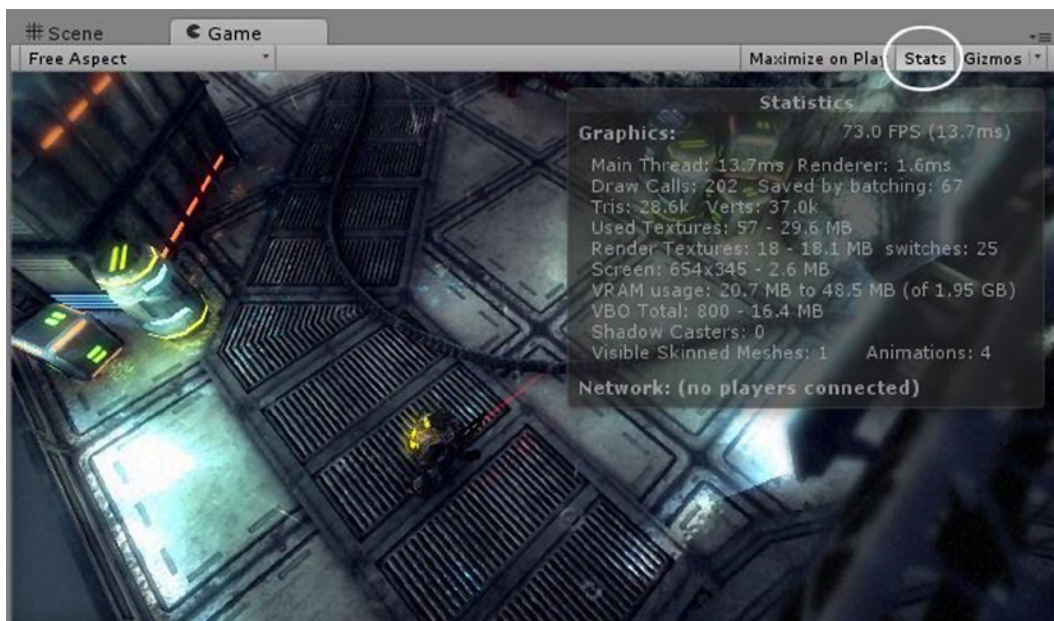 Scene Game
Free Aspect Maximize on Play Stats Gizmos
Statistics
Graphics: 73.0 FPS (13.7ms)
Main Thread: 13.7ms Renderer: 1.6ms
Draw Calls: 202 Saved by batching: 67
Tris: 28.6k Verts: 37.0k
Used Textures: 57 - 29.6 MB
Render Textures: 18 - 18.1 MB switches: 25
Screen: 654x345 - 2.6 MB
VRAM usage: 20.7 MB to 48.5 MB (of 1.95 GB)
VBO Total: 800 - 16.4 MB
Shadow Casters: 0
Visible Skinned Meshes: 1 Animations: 4
Network: (no players connected)